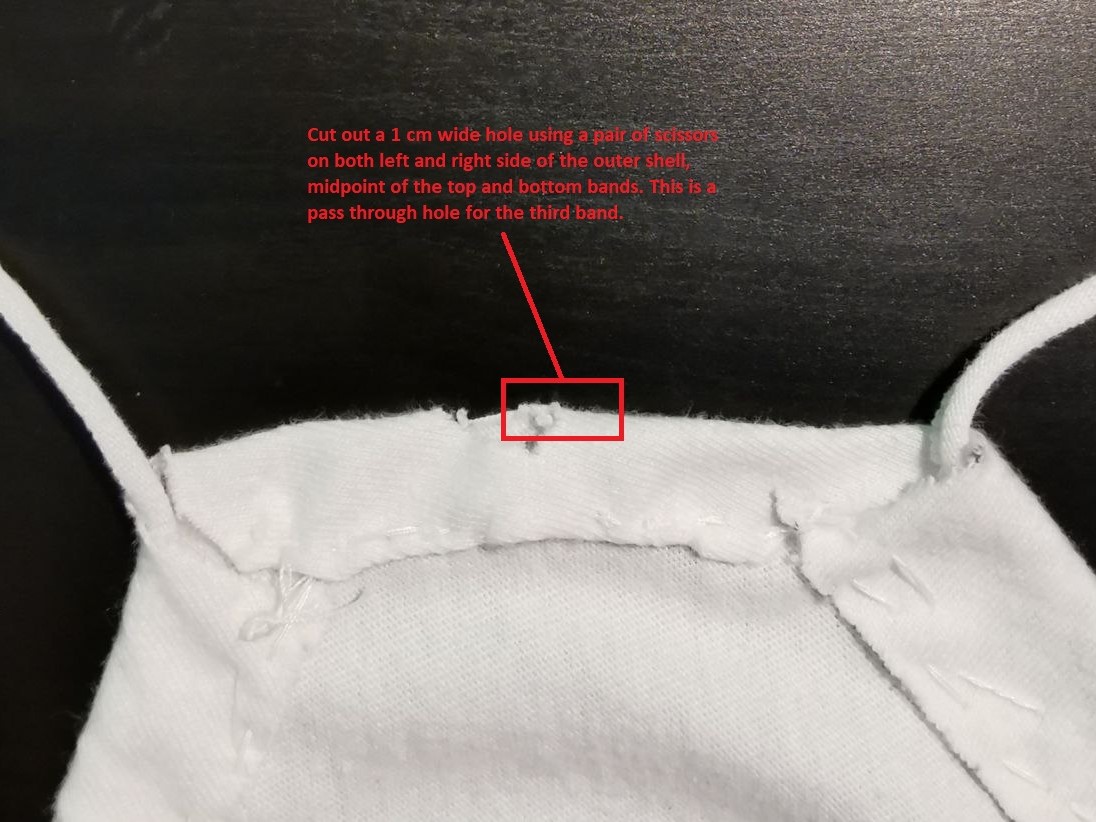 Cut out a 1 cm wide hole using a pair of scissors
on both left and right side of the outer shell,
midpoint of the top and bottom bands. This is a
pass through hole for the third band.